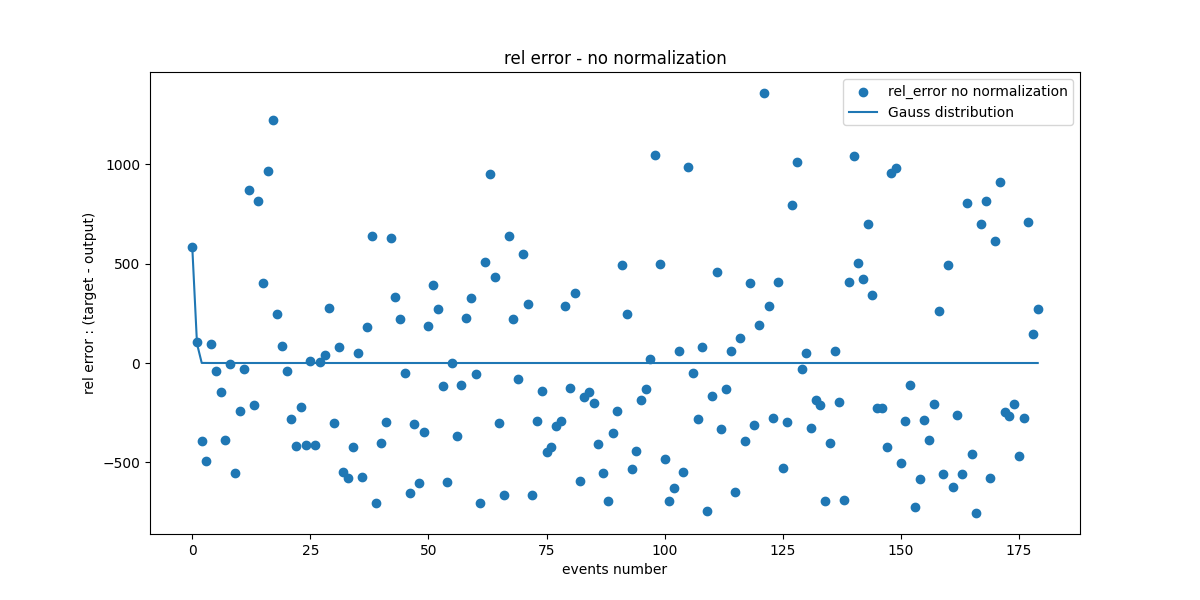 rel error - no normalization
rel_error no normalization
Gauss distribution
rel error : (target - output)
1000
500
0
−500
0
25
50
75
100
125
150
175
events number